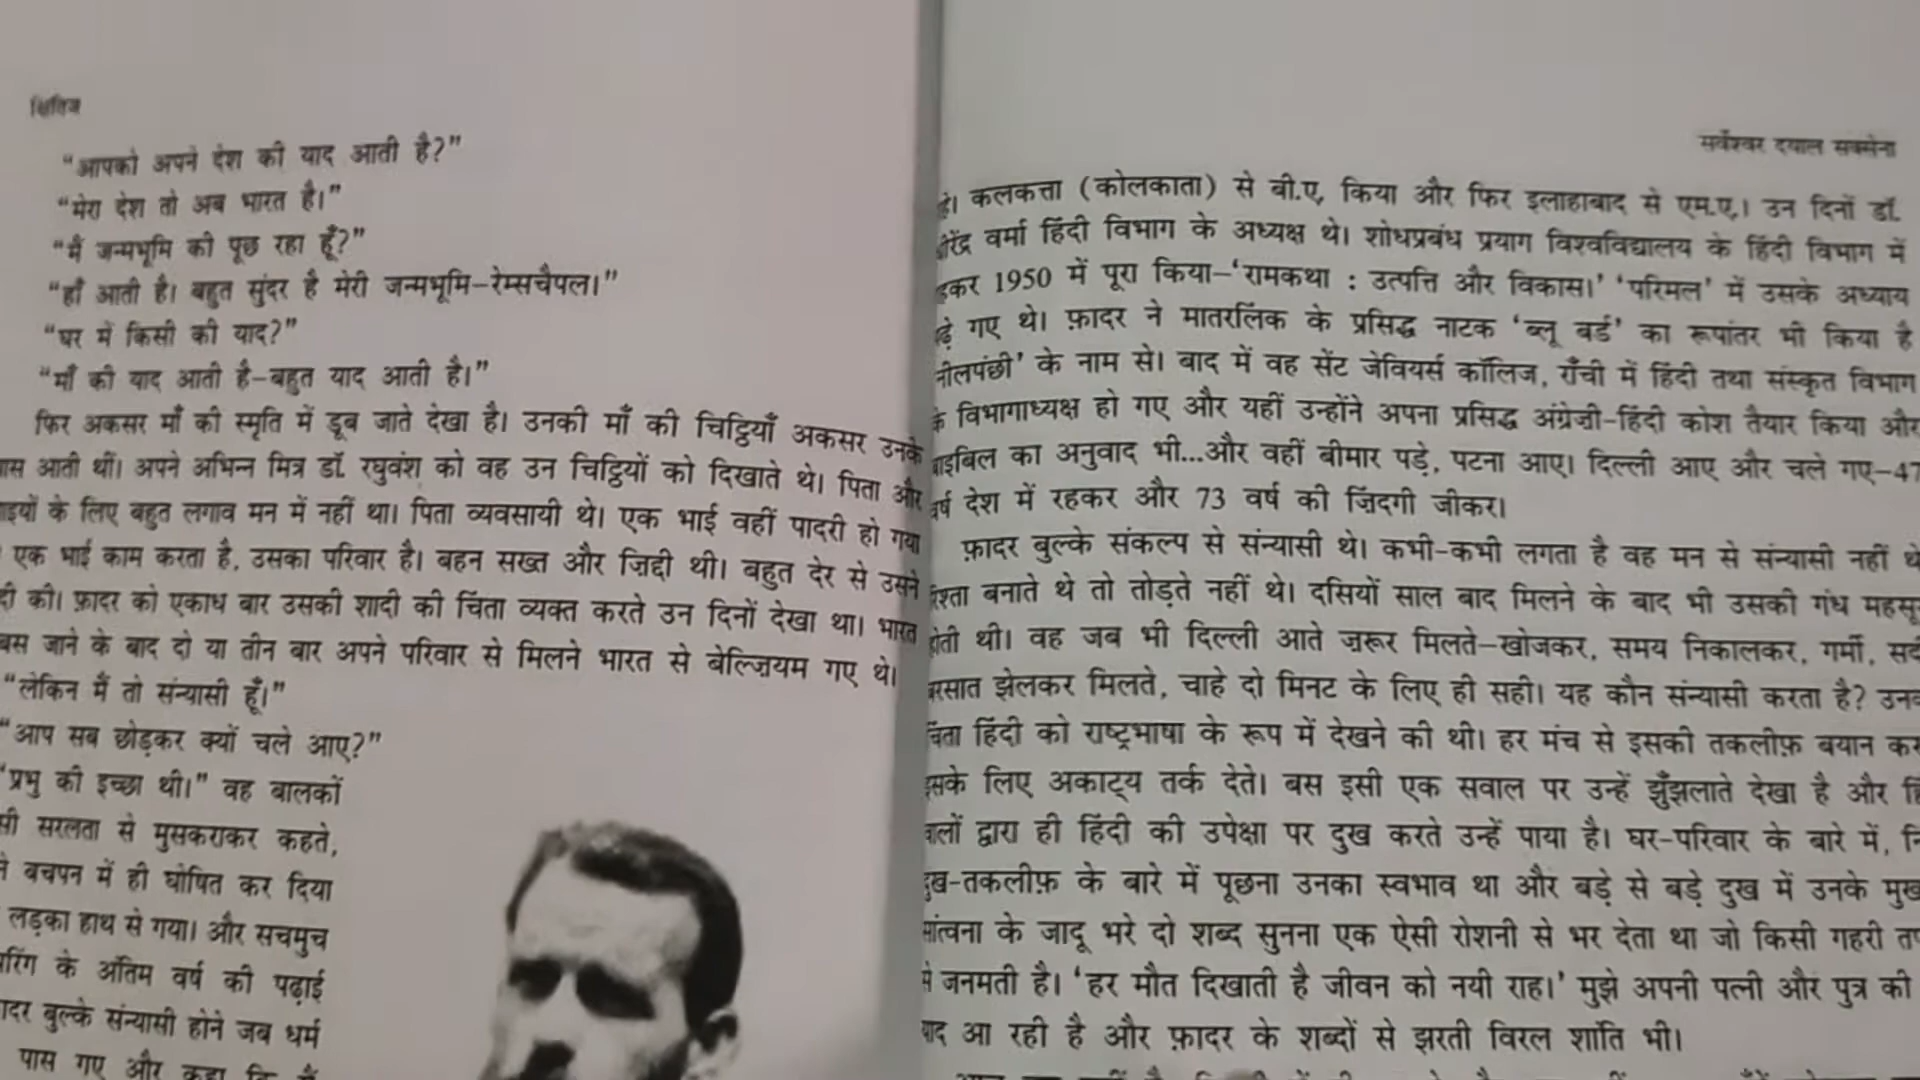 क्षितिज
“आपको अपने देश की याद आती है?”
“मेरा देश तो अब भारत है।”
“मैं जन्मभूमि की पूछ रहा हूँ?”
“हाँ आती है। बहुत सुंदर है मेरी जन्मभूमि–रेम्सचैपल।”
“घर में किसी की याद?”
“माँ की याद आती है–बहुत याद आती है।”
फिर अकसर माँ की स्मृति में डूब जाते देखा है। उनकी माँ की चिट्ठियाँ अकसर उनके
आती थीं। अपने अभिन्न मित्र डॉ. रघुवंश को वह उन चिट्ठियों को दिखाते थे। पिता और
के लिए बहुत लगाव मन में नहीं था। पिता व्यवसायी थे। एक भाई वहीं पादरी हो गया
एक भाई काम करता है, उसका परिवार है। बहन सख्त और ज़िद्दी थी। बहुत देर से उसने
की। फ़ादर को एकाध बार उसकी शादी की चिंता व्यक्त करते उन दिनों देखा था। भारत
बस जाने के बाद दो या तीन बार अपने परिवार से मिलने भारत से बेल्जियम गए थे।
“लेकिन मैं तो संन्यासी हूँ।”
“आप सब छोड़कर क्यों चले आए?”
“प्रभु की इच्छा थी।” वह बालकों
सी सरलता से मुसकराकर कहते,
ने बचपन में ही घोषित कर दिया
लड़का हाथ से गया। और सचमुच
के अंतिम वर्ष की पढ़ाई
बुल्के संन्यासी होने जब धर्म
पास गए और कहा कि मैं
सर्वेश्वर दयाल सक्सेना
कलकत्ता (कोलकाता) से बी.ए. किया और फिर इलाहाबाद से एम.ए.। उन दिनों डॉ.
वर्मा हिंदी विभाग के अध्यक्ष थे। शोधप्रबंध प्रयाग विश्वविद्यालय के हिंदी विभाग में
1950 में पूरा किया–‘रामकथा : उत्पत्ति और विकास।’ ‘परिमल’ में उसके अध्याय
गए थे। फ़ादर ने मातरलिंक के प्रसिद्ध नाटक ‘ब्लू बर्ड’ का रूपांतर भी किया है
नीलपंछी’ के नाम से। बाद में वह सेंट जेवियर्स कॉलिज, राँची में हिंदी तथा संस्कृत विभाग
के विभागाध्यक्ष हो गए और यहीं उन्होंने अपना प्रसिद्ध अंग्रेज़ी-हिंदी कोश तैयार किया और
बाइबिल का अनुवाद भी...और वहीं बीमार पड़े, पटना आए। दिल्ली आए और चले गए–47
वर्ष देश में रहकर और 73 वर्ष की ज़िंदगी जीकर।
फ़ादर बुल्के संकल्प से संन्यासी थे। कभी-कभी लगता है वह मन से संन्यासी नहीं थे
बनाते थे तो तोड़ते नहीं थे। दसियों साल बाद मिलने के बाद भी उसकी गंध
होती थी। वह जब भी दिल्ली आते ज़रूर मिलते–खोजकर, समय निकालकर, गर्मी,
बरसात झेलकर मिलते, चाहे दो मिनट के लिए ही सही। यह कौन संन्यासी करता है?
चिंता हिंदी को राष्ट्रभाषा के रूप में देखने की थी। हर मंच से इसकी तकलीफ़ बयान
इसके लिए अकाट्य तर्क देते। बस इसी एक सवाल पर उन्हें झुँझलाते देखा है और
वालों द्वारा ही हिंदी की उपेक्षा पर दुख करते उन्हें पाया है। घर-परिवार के बारे में,
दुख-तकलीफ़ के बारे में पूछना उनका स्वभाव था और बड़े से बड़े दुख में उनके मुख
सांत्वना के जादू भरे दो शब्द सुनना एक ऐसी रोशनी से भर देता था जो किसी गहरी
से जनमती है। ‘हर मौत दिखाती है जीवन को नयी राह।’ मुझे अपनी पत्नी और पुत्र की
याद आ रही है और फ़ादर के शब्दों से झरती विरल शांति भी।